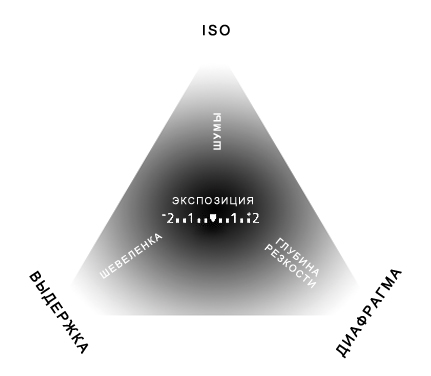 ISO
ШУМЫ
ЭКСПОЗИЦИЯ
-2..1..▾..1..+2
ШЕВЕЛЕНКА
ГЛУБИНА
РЕЗКОСТИ
ВЫДЕРЖКА
ДИАФРАГМА